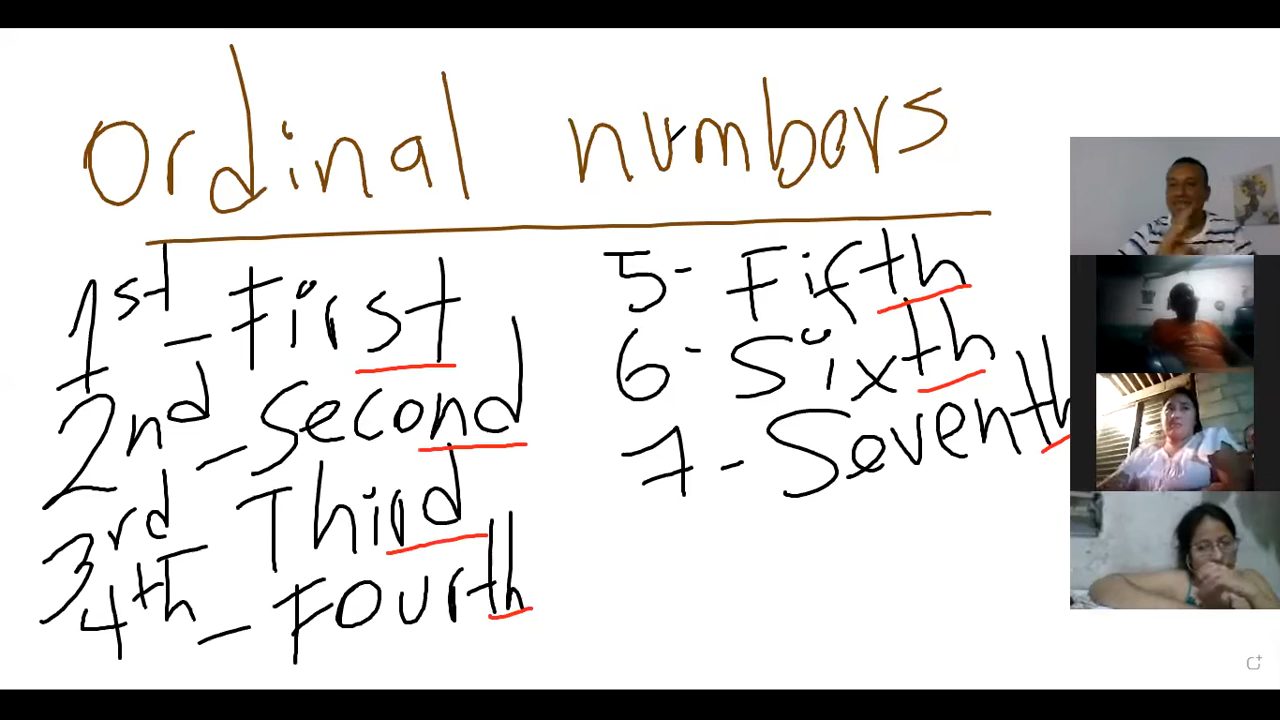 Ordinal numbers
1st - First
2nd - Second
3rd - Third
4th - Fourth
5 - Fifth
6 - Sixth
7 - Seventh